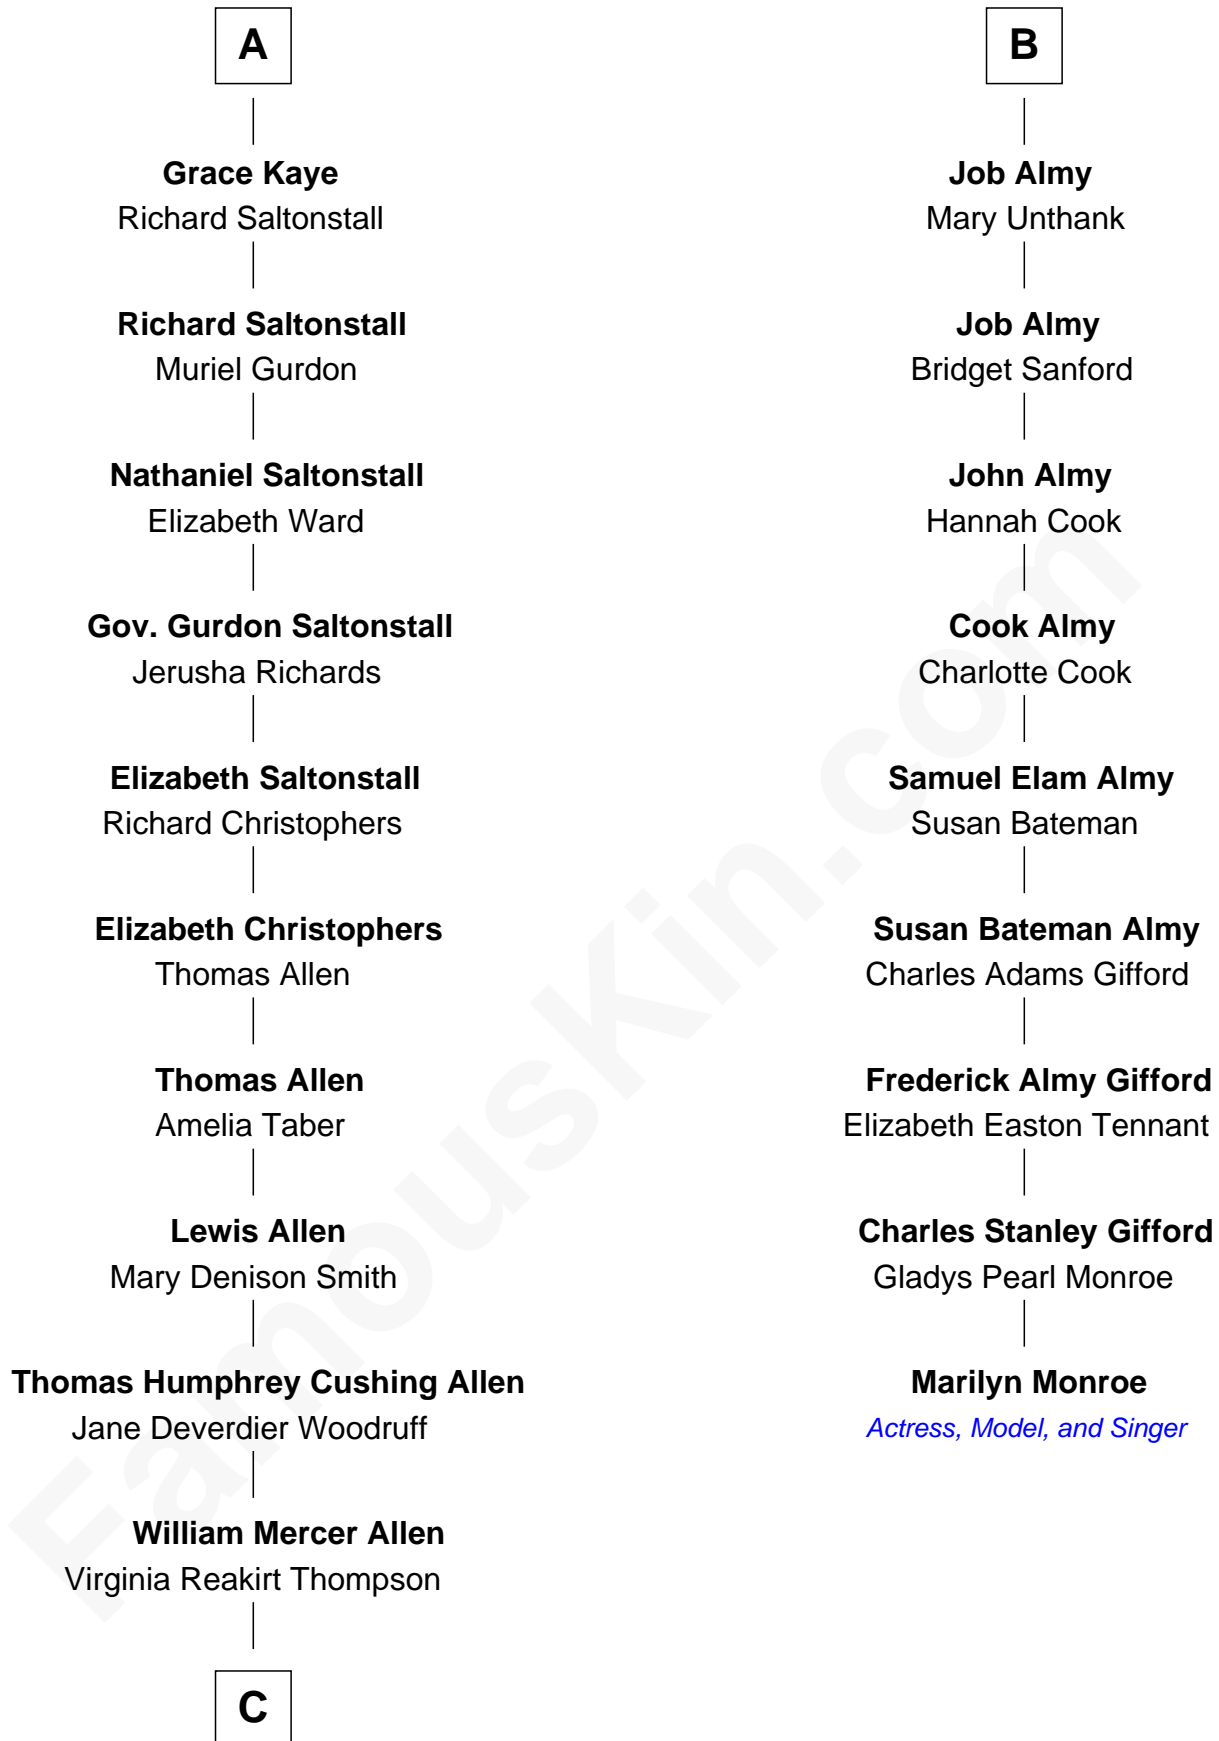 A
Grace Kaye
Richard Saltonstall
Richard Saltonstall
Muriel Gurdon
Nathaniel Saltonstall
Elizabeth Ward
Gov. Gurdon Saltonstall
Jerusha Richards
Elizabeth Saltonstall
Richard Christophers
Elizabeth Christophers
Thomas Allen
Thomas Allen
Amelia Taber
Lewis Allen
Mary Denison Smith
Thomas Humphrey Cushing Allen
Jane Deverdier Woodruff
William Mercer Allen
Virginia Reakirt Thompson
C
B
Job Almy
Mary Unthank
Job Almy
Bridget Sanford
John Almy
Hannah Cook
Cook Almy
Charlotte Cook
Samuel Elam Almy
Susan Bateman
Susan Bateman Almy
Charles Adams Gifford
Frederick Almy Gifford
Elizabeth Easton Tennant
Charles Stanley Gifford
Gladys Pearl Monroe
Marilyn Monroe
Actress, Model, and Singer
FamousKin.com